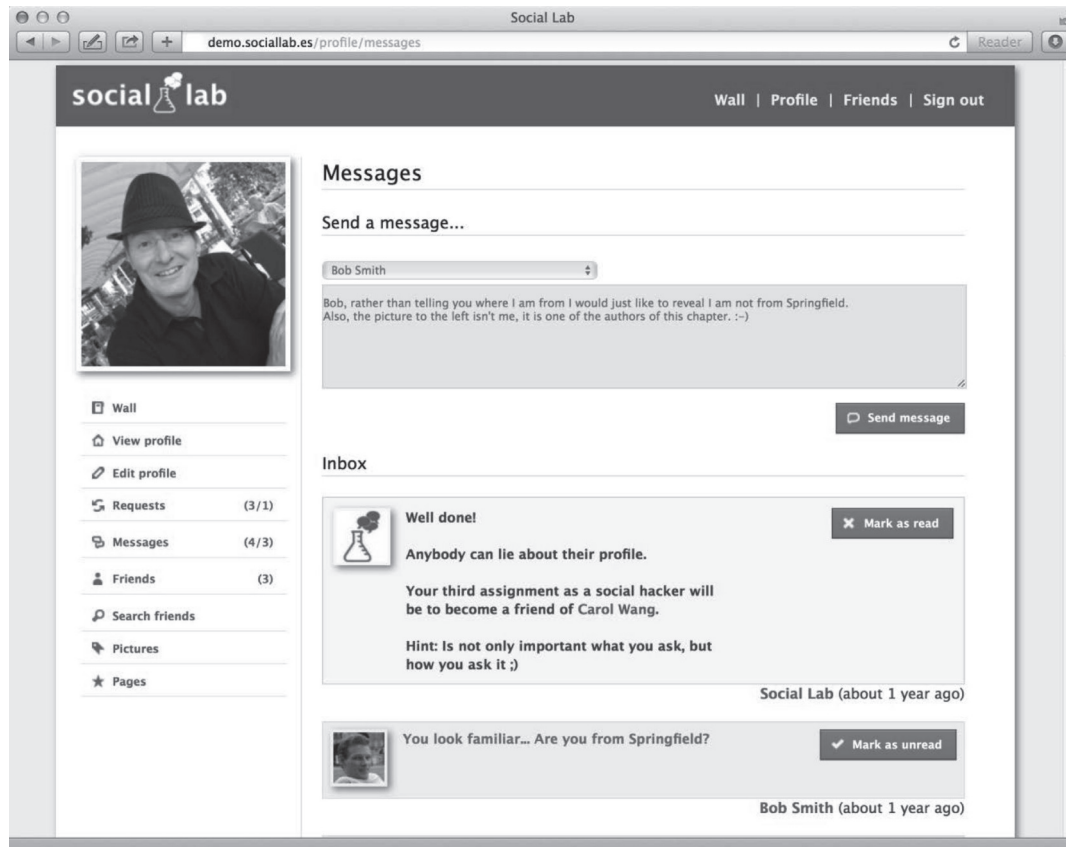 Social Lab
demo.sociallab.es/profile/messages
Reader
social lab
Wall | Profile | Friends | Sign out
Messages
Send a message...
Bob Smith
Bob, rather than telling you where I am from I would just like to reveal I am not from Springfield.
Also, the picture to the left isn't me, it is one of the authors of this chapter. :-)
Send message
Wall
View profile
Edit profile
Requests (3/1)
Messages (4/3)
Friends (3)
Search friends
Pictures
Pages
Inbox
Well done!
Mark as read
Anybody can lie about their profile.
Your third assignment as a social hacker will
be to become a friend of Carol Wang.
Hint: Is not only important what you ask, but
how you ask it ;)
Social Lab (about 1 year ago)
You look familiar... Are you from Springfield?
Mark as unread
Bob Smith (about 1 year ago)